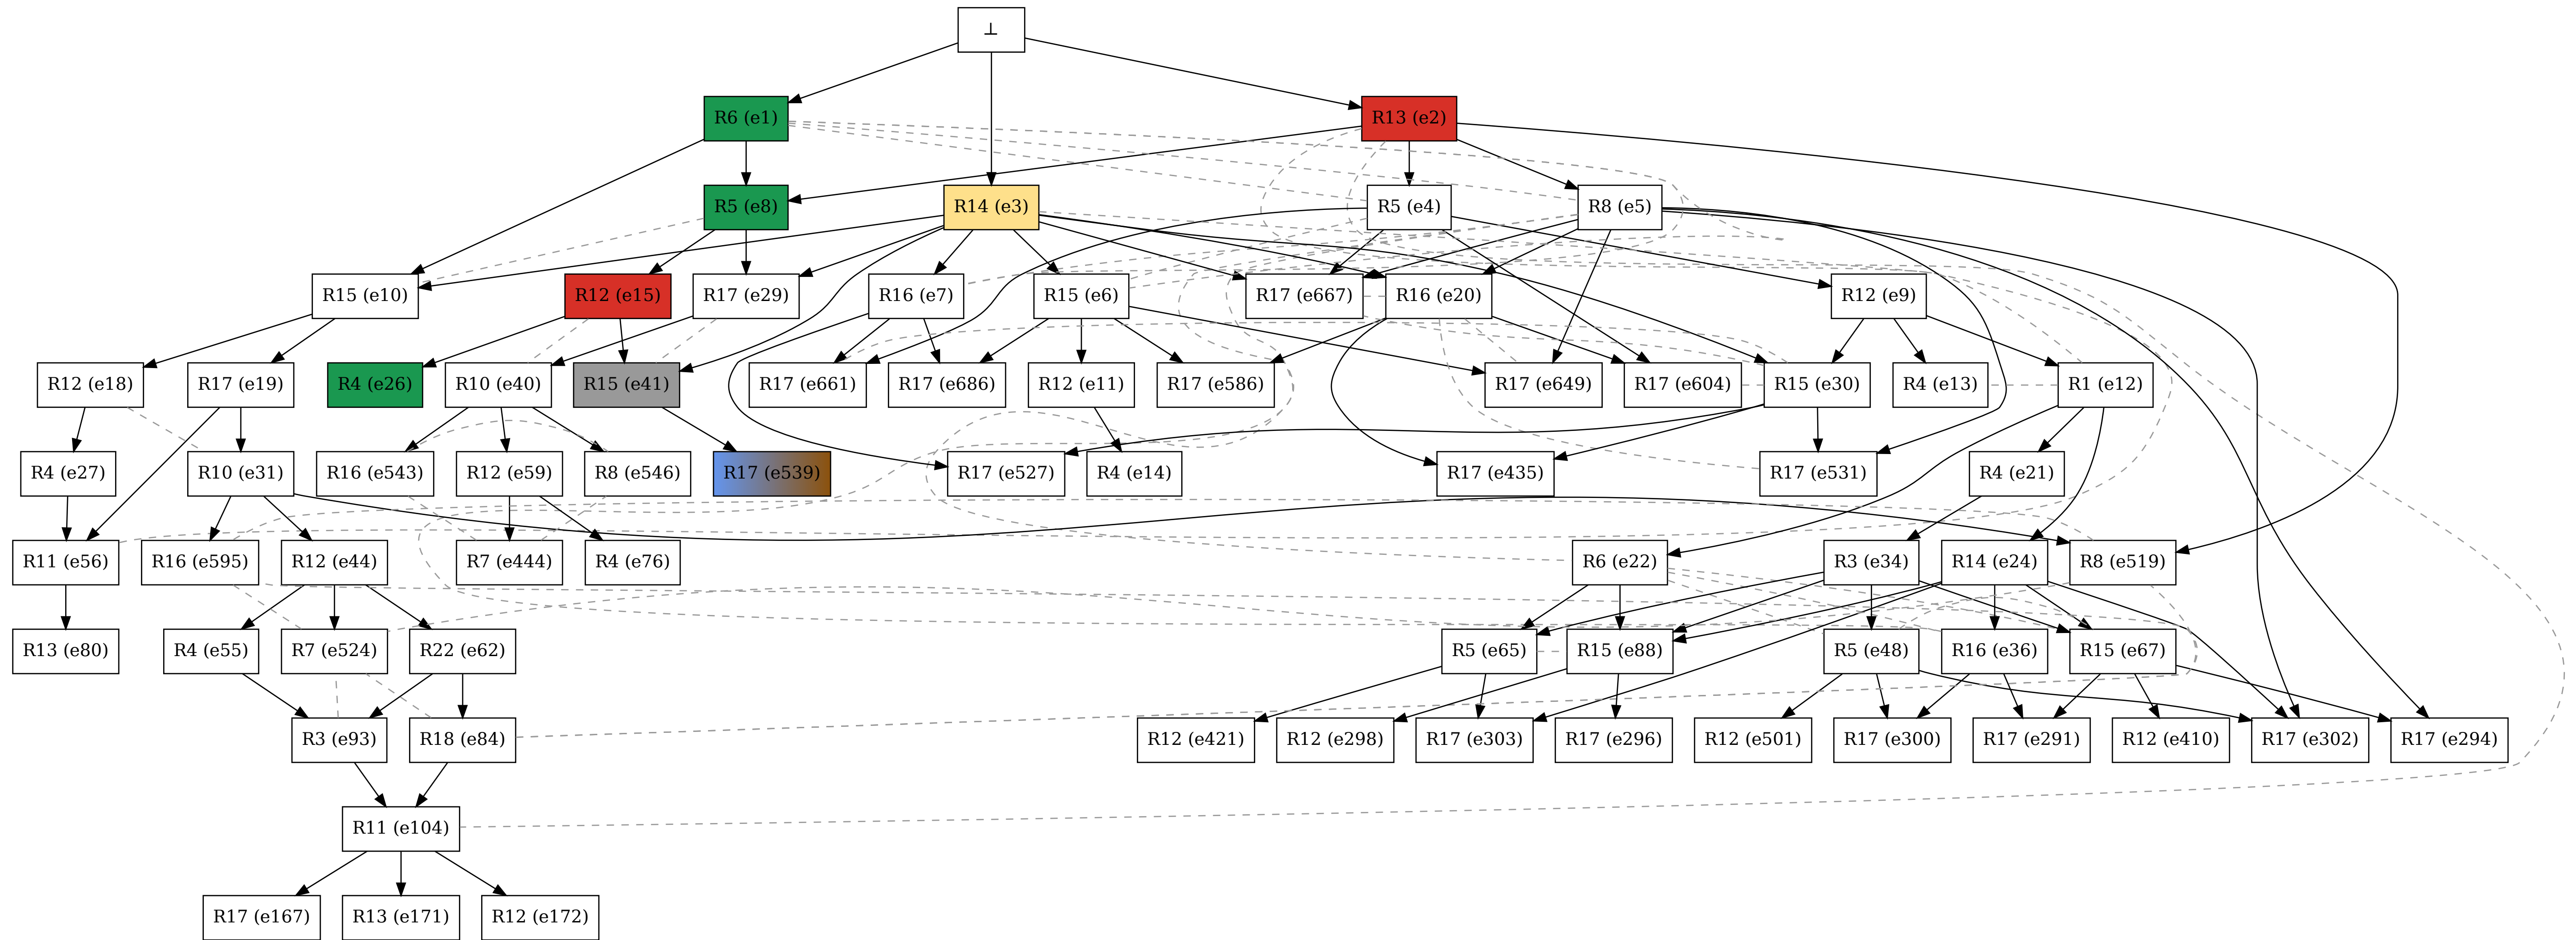 ⊥
R6 (e1)
R13 (e2)
R5 (e8)
R14 (e3)
R5 (e4)
R8 (e5)
R15 (e10)
R12 (e15)
R17 (e29)
R16 (e7)
R15 (e6)
R17 (e667)
R16 (e20)
R12 (e9)
R12 (e18)
R17 (e19)
R4 (e26)
R10 (e40)
R15 (e41)
R17 (e661)
R17 (e686)
R12 (e11)
R17 (e586)
R17 (e649)
R17 (e604)
R15 (e30)
R4 (e13)
R1 (e12)
R4 (e27)
R10 (e31)
R16 (e543)
R12 (e59)
R8 (e546)
R17 (e539)
R17 (e527)
R4 (e14)
R17 (e435)
R17 (e531)
R4 (e21)
R11 (e56)
R16 (e595)
R12 (e44)
R7 (e444)
R4 (e76)
R6 (e22)
R3 (e34)
R14 (e24)
R8 (e519)
R13 (e80)
R4 (e55)
R7 (e524)
R22 (e62)
R5 (e65)
R15 (e88)
R5 (e48)
R16 (e36)
R15 (e67)
R3 (e93)
R18 (e84)
R12 (e421)
R12 (e298)
R17 (e303)
R17 (e296)
R12 (e501)
R17 (e300)
R17 (e291)
R12 (e410)
R17 (e302)
R17 (e294)
R11 (e104)
R17 (e167)
R13 (e171)
R12 (e172)